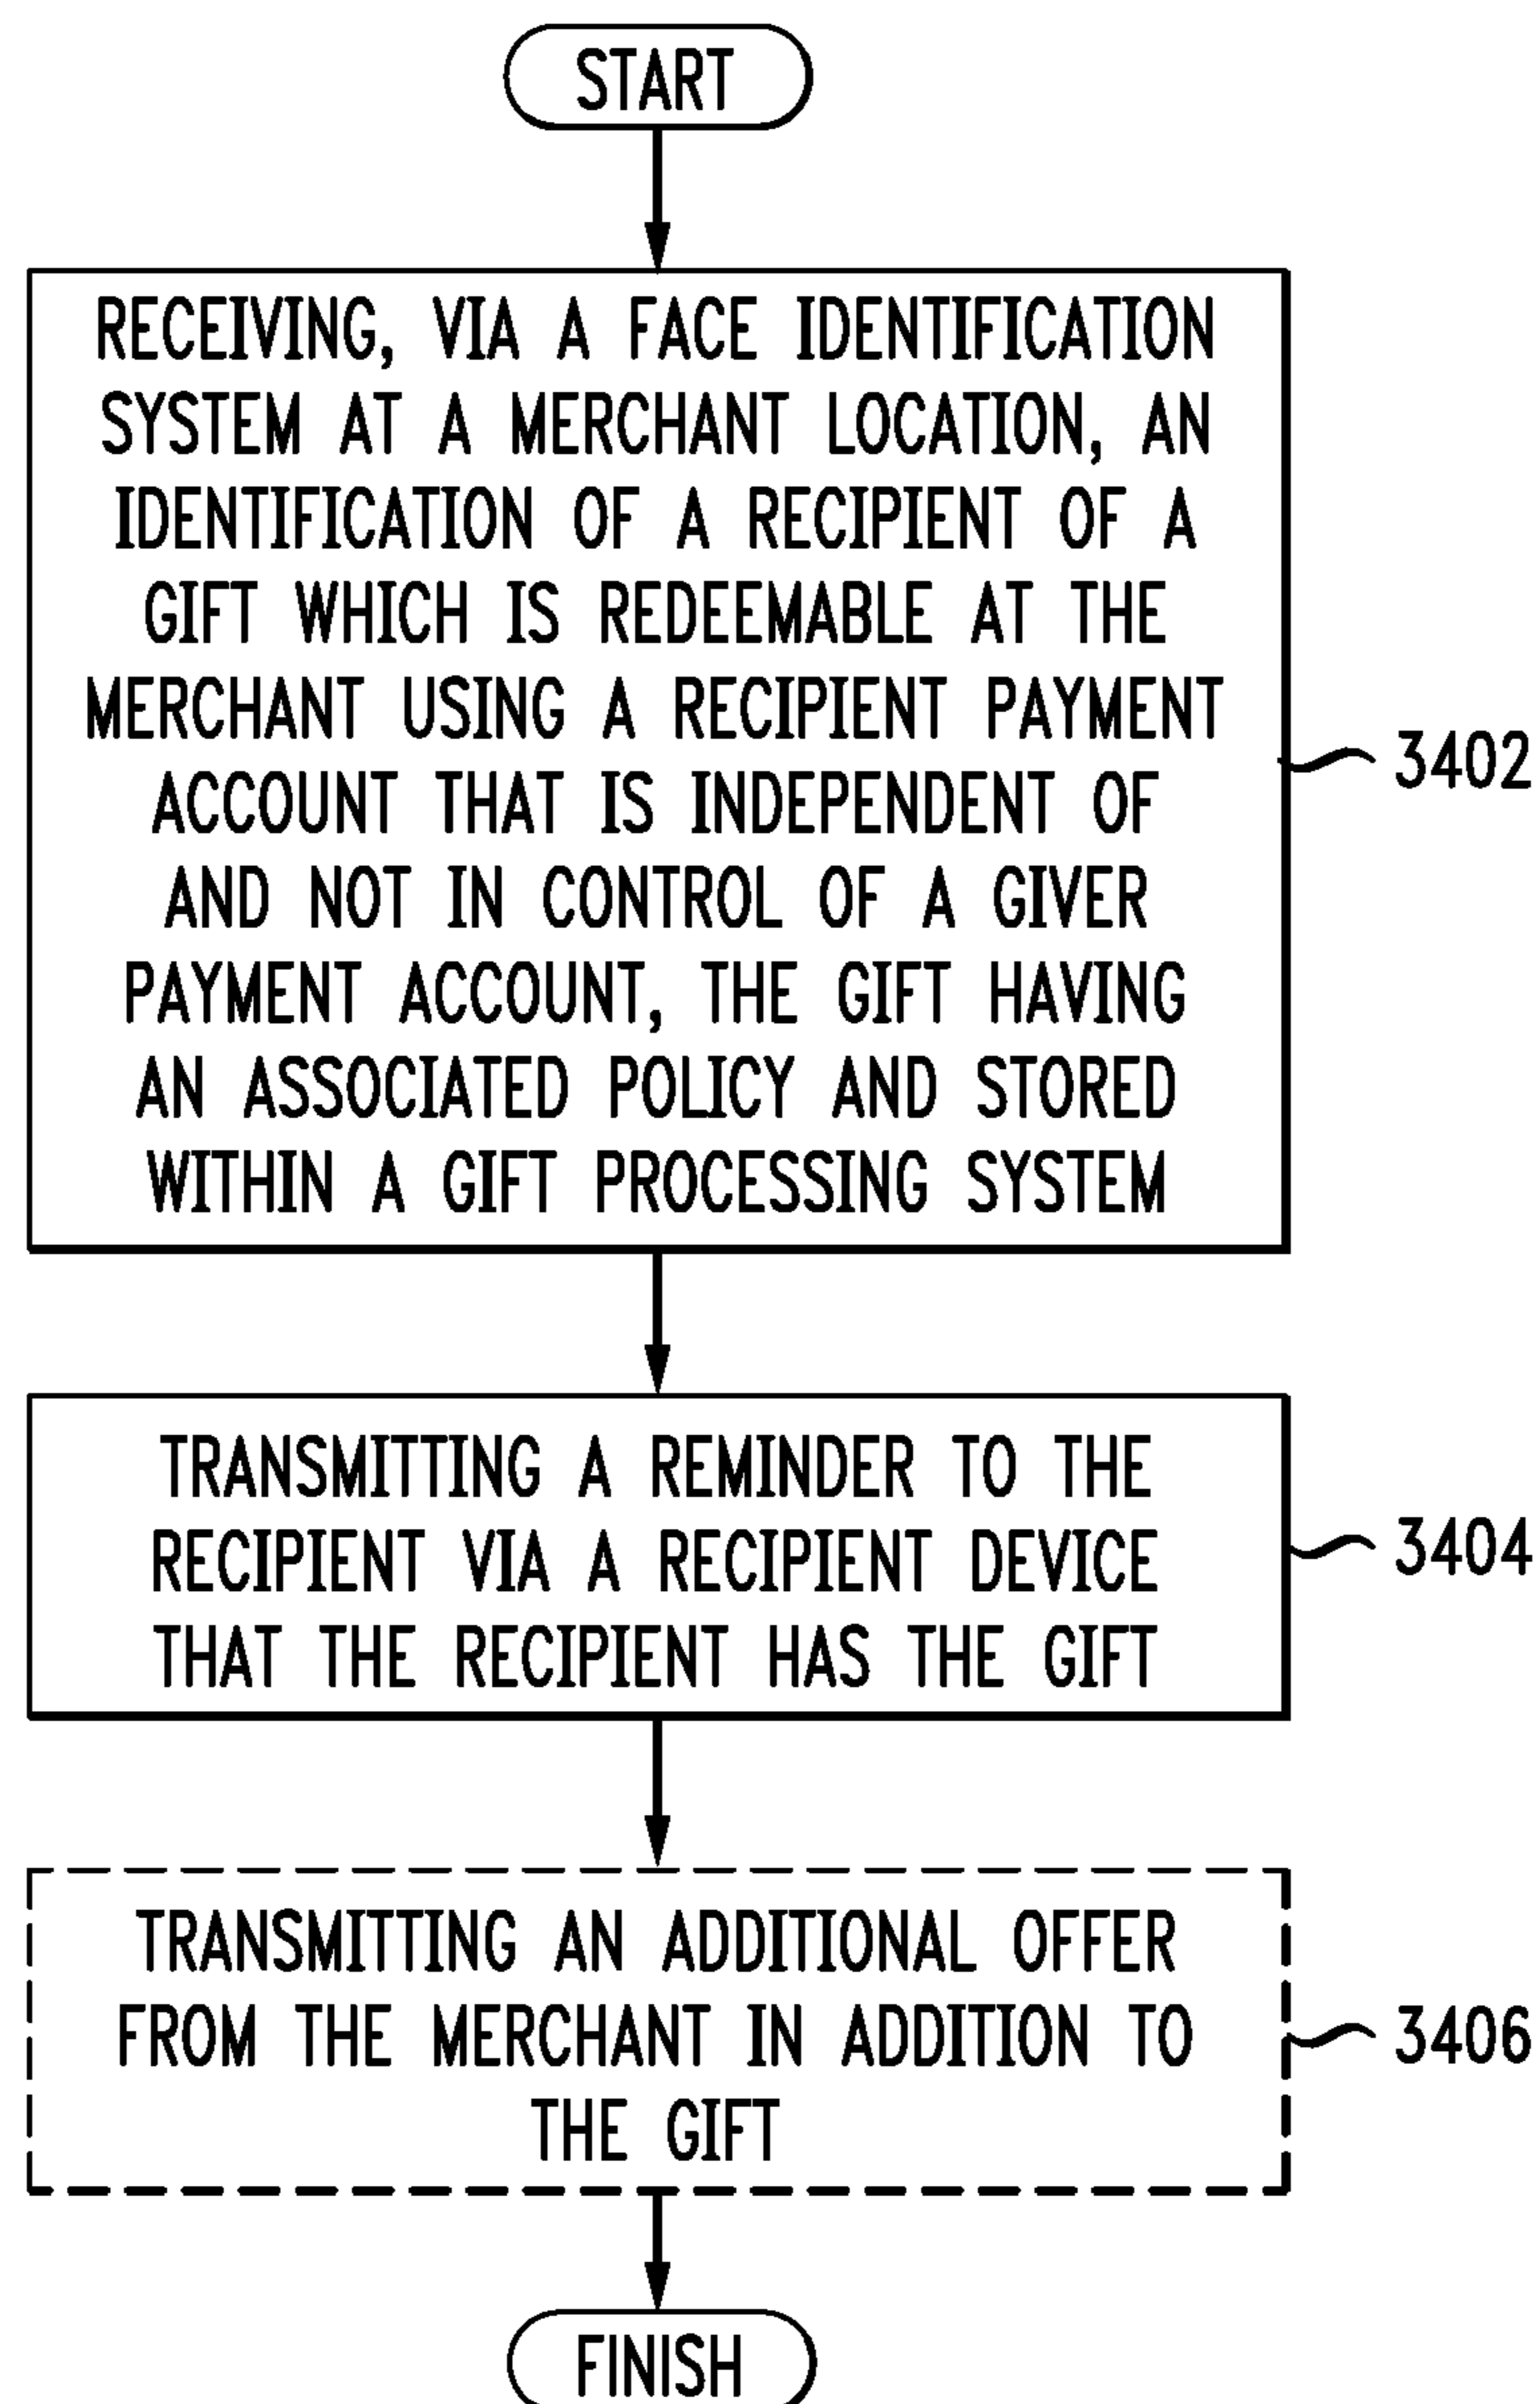 START
RECEIVING, VIA A FACE IDENTIFICATION
SYSTEM AT A MERCHANT LOCATION, AN
IDENTIFICATION OF A RECIPIENT OF A
GIFT WHICH IS REDEEMABLE AT THE
MERCHANT USING A RECIPIENT PAYMENT
ACCOUNT THAT IS INDEPENDENT OF
AND NOT IN CONTROL OF A GIVER
PAYMENT ACCOUNT, THE GIFT HAVING
AN ASSOCIATED POLICY AND STORED
WITHIN A GIFT PROCESSING SYSTEM
3402
TRANSMITTING A REMINDER TO THE
RECIPIENT VIA A RECIPIENT DEVICE
THAT THE RECIPIENT HAS THE GIFT
3404
TRANSMITTING AN ADDITIONAL OFFER
FROM THE MERCHANT IN ADDITION TO
THE GIFT
3406
FINISH